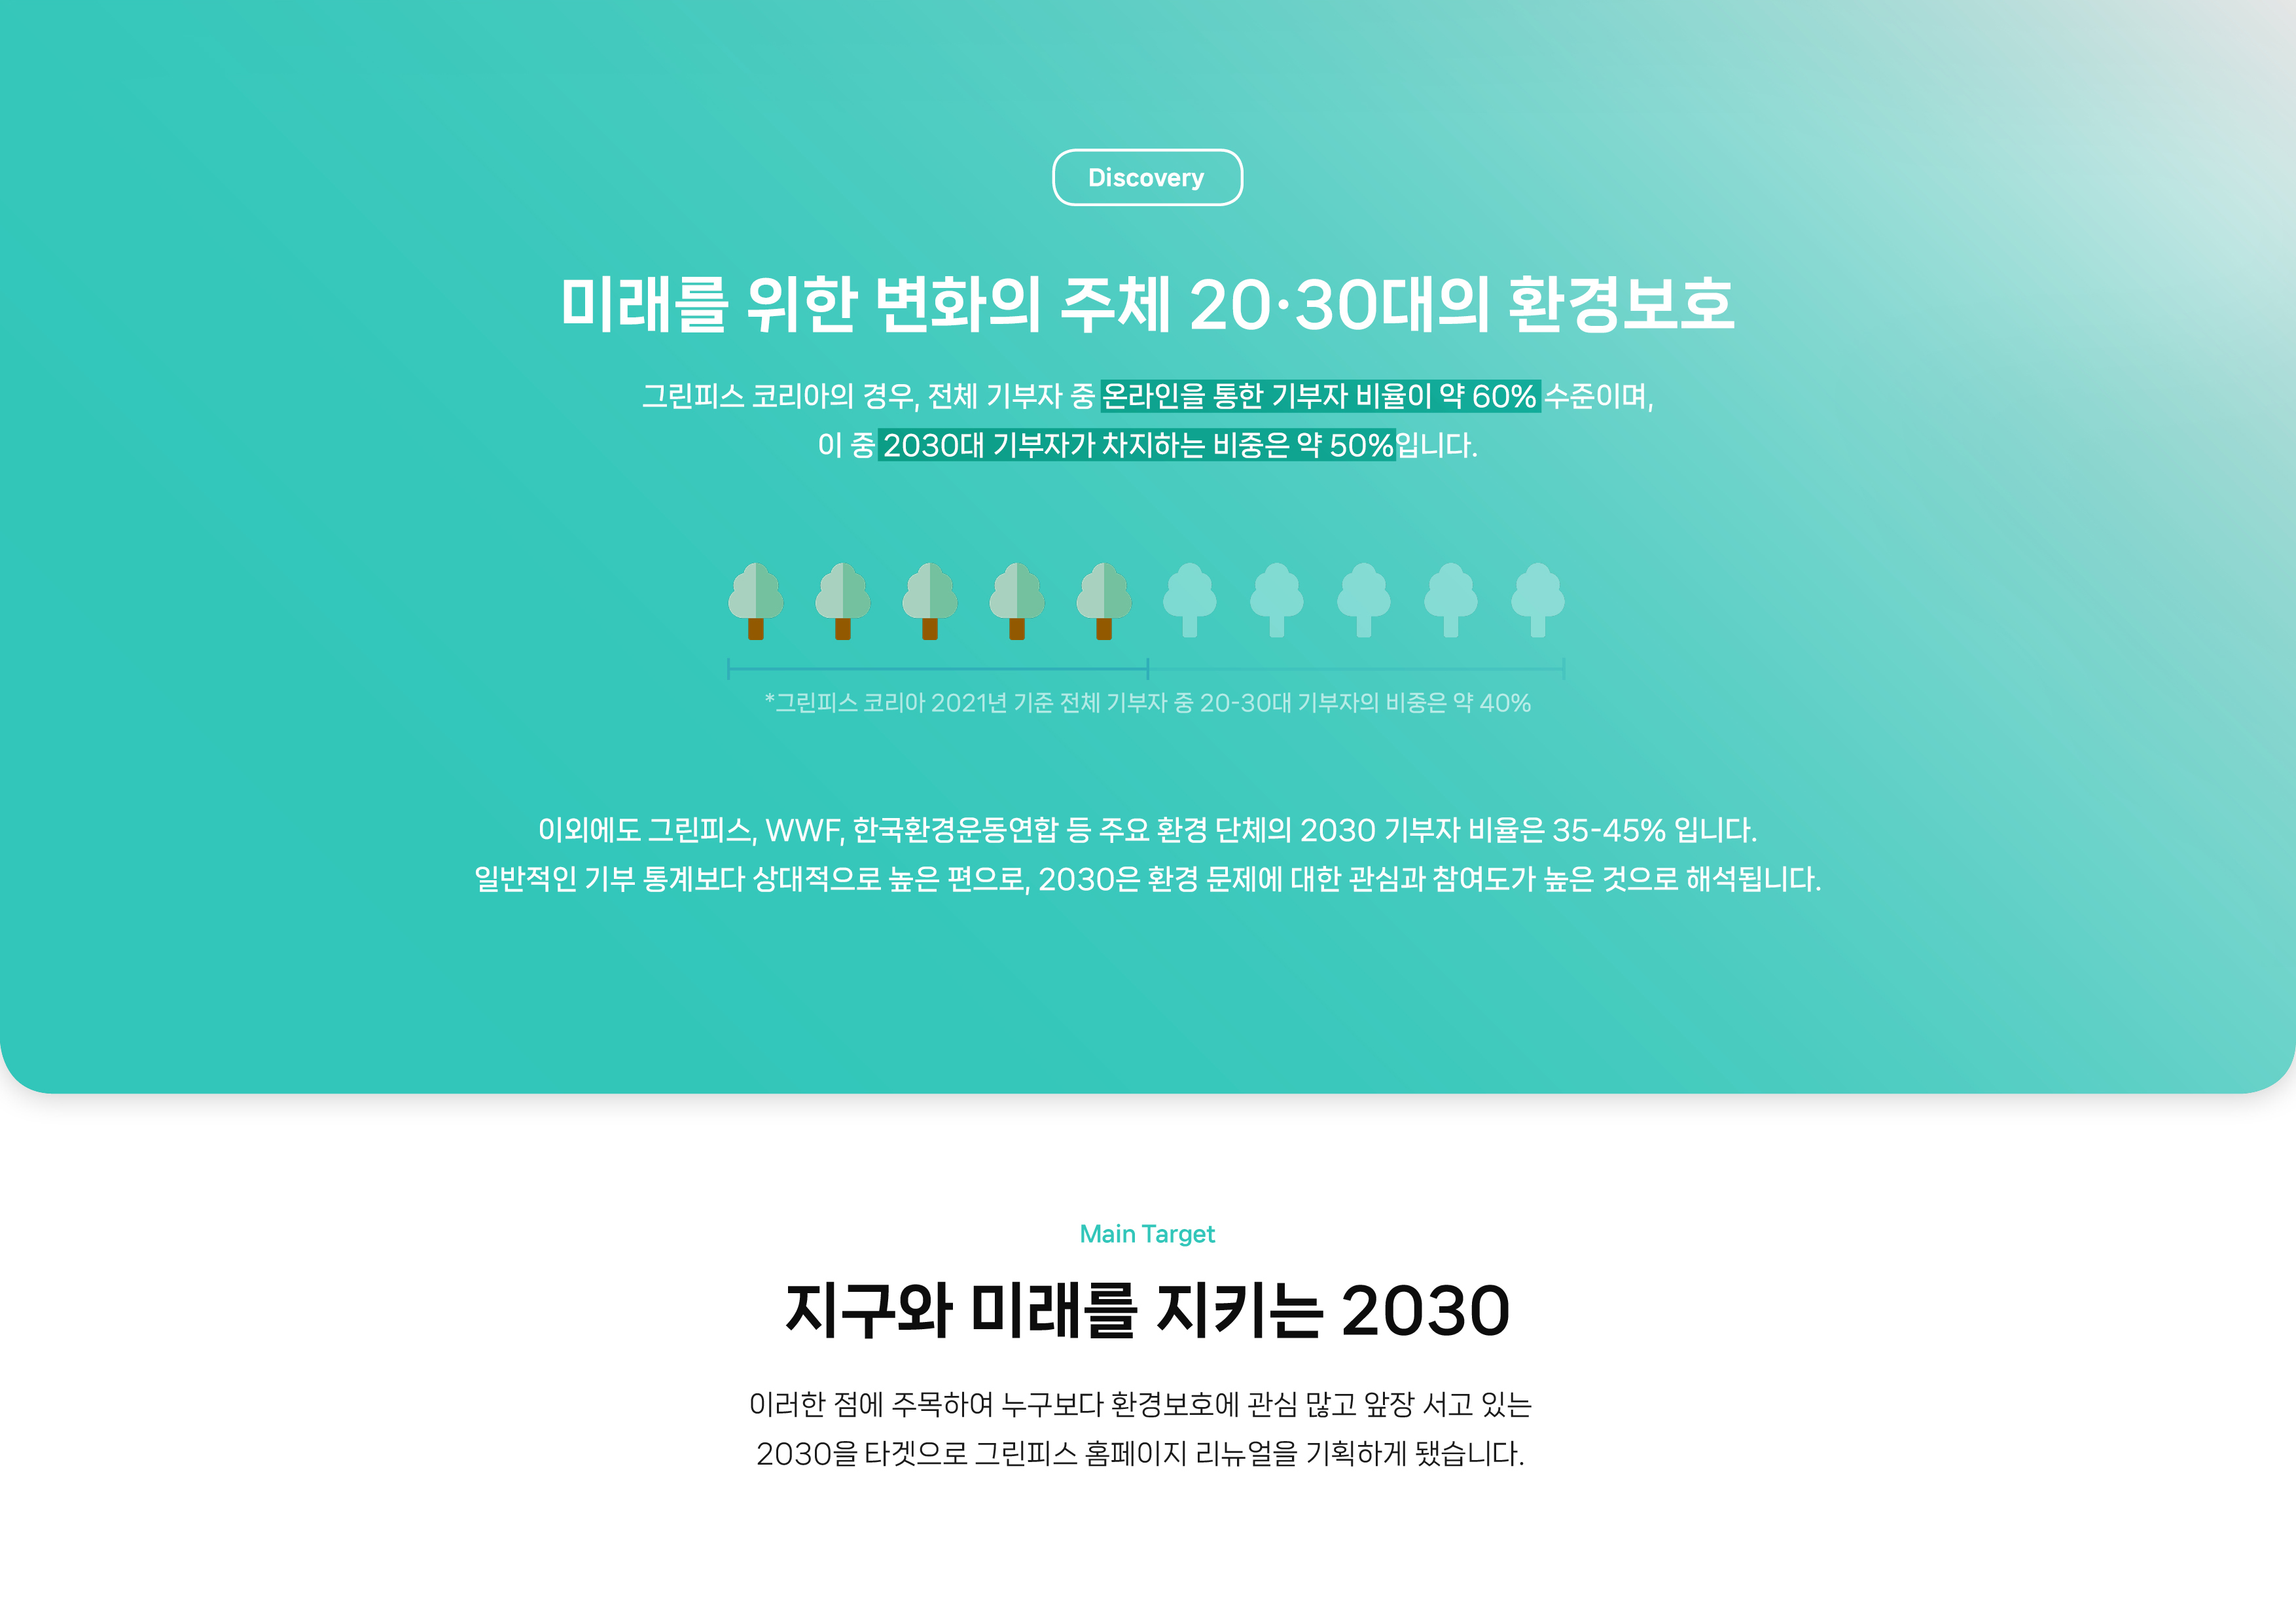 Discovery
미래를 위한 변화의 주체 20·30대의 환경보호
그린피스 코리아의 경우, 전체 기부자 중 온라인을 통한 기부자 비율이 약 60% 수준이며,
이 중 2030대 기부자가 차지하는 비중은 약 50%입니다.
*그린피스 코리아 2021년 기준 전체 기부자 중 20-30대 기부자의 비중은 약 40%
이외에도 그린피스, WWF, 한국환경운동연합 등 주요 환경 단체의 2030 기부자 비율은 35-45% 입니다.
일반적인 기부 통계보다 상대적으로 높은 편으로, 2030은 환경 문제에 대한 관심과 참여도가 높은 것으로 해석됩니다.
Main Target
지구와 미래를 지키는 2030
이러한 점에 주목하여 누구보다 환경보호에 관심 많고 앞장 서고 있는
2030을 타겟으로 그린피스 홈페이지 리뉴얼을 기획하게 됐습니다.